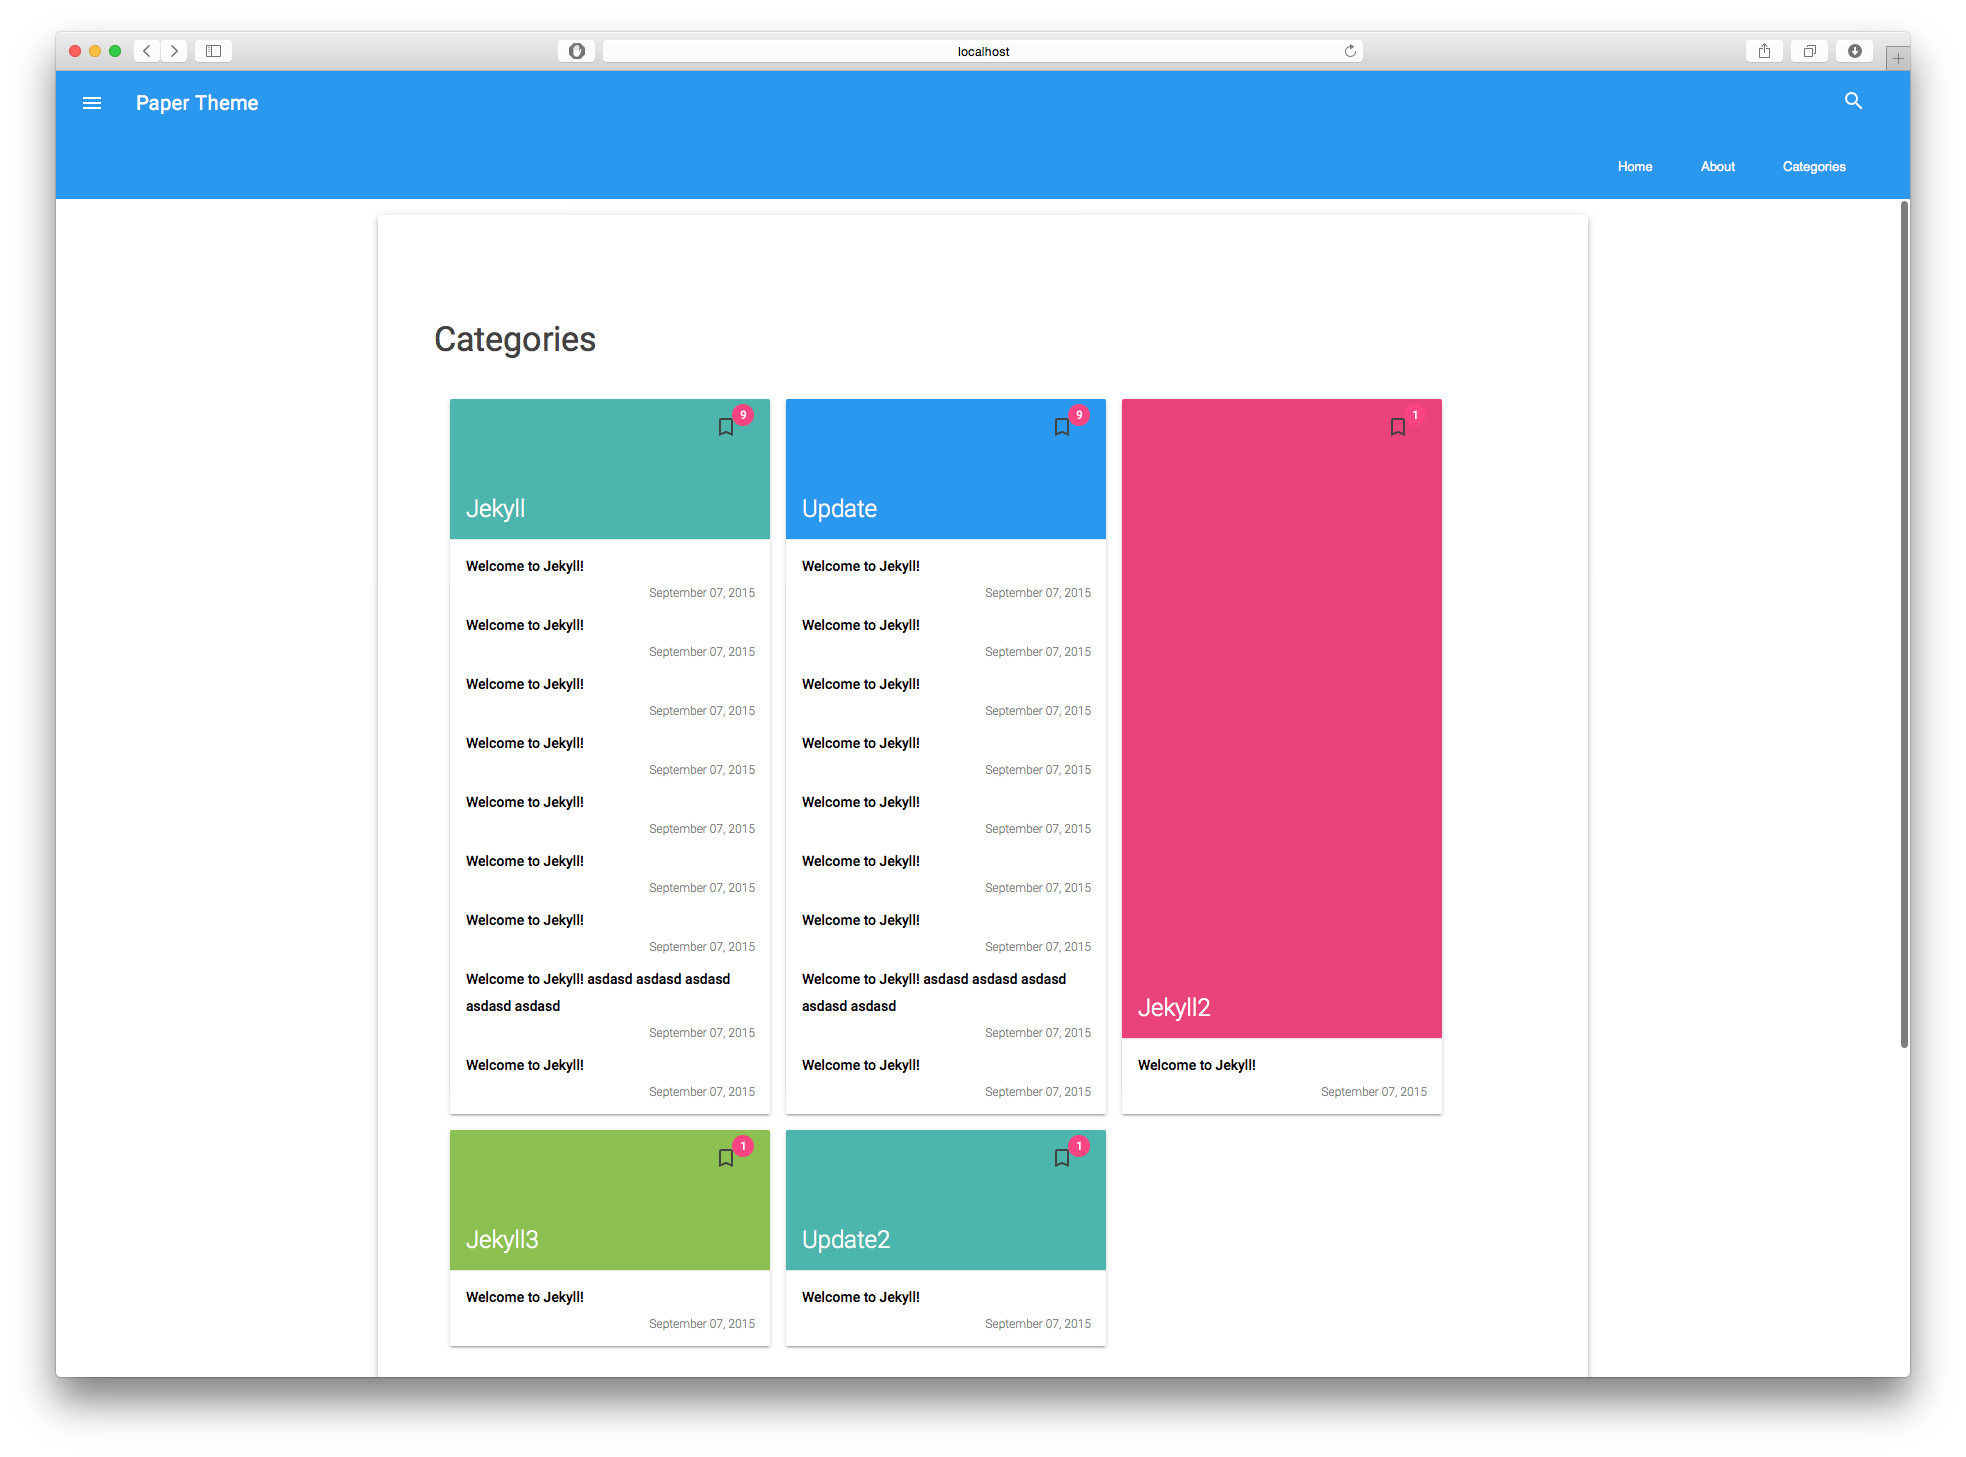 localhost
Paper Theme
Home About Categories
Categories
9
Jekyll
Welcome to Jekyll!
September 07, 2015
Welcome to Jekyll!
September 07, 2015
Welcome to Jekyll!
September 07, 2015
Welcome to Jekyll!
September 07, 2015
Welcome to Jekyll!
September 07, 2015
Welcome to Jekyll!
September 07, 2015
Welcome to Jekyll!
September 07, 2015
Welcome to Jekyll! asdasd asdasd asdasd
asdasd asdasd
September 07, 2015
Welcome to Jekyll!
September 07, 2015
9
Update
Welcome to Jekyll!
September 07, 2015
Welcome to Jekyll!
September 07, 2015
Welcome to Jekyll!
September 07, 2015
Welcome to Jekyll!
September 07, 2015
Welcome to Jekyll!
September 07, 2015
Welcome to Jekyll!
September 07, 2015
Welcome to Jekyll!
September 07, 2015
Welcome to Jekyll! asdasd asdasd asdasd
asdasd asdasd
September 07, 2015
Welcome to Jekyll!
September 07, 2015
1
Jekyll2
Welcome to Jekyll!
September 07, 2015
1
Jekyll3
Welcome to Jekyll!
September 07, 2015
1
Update2
Welcome to Jekyll!
September 07, 2015